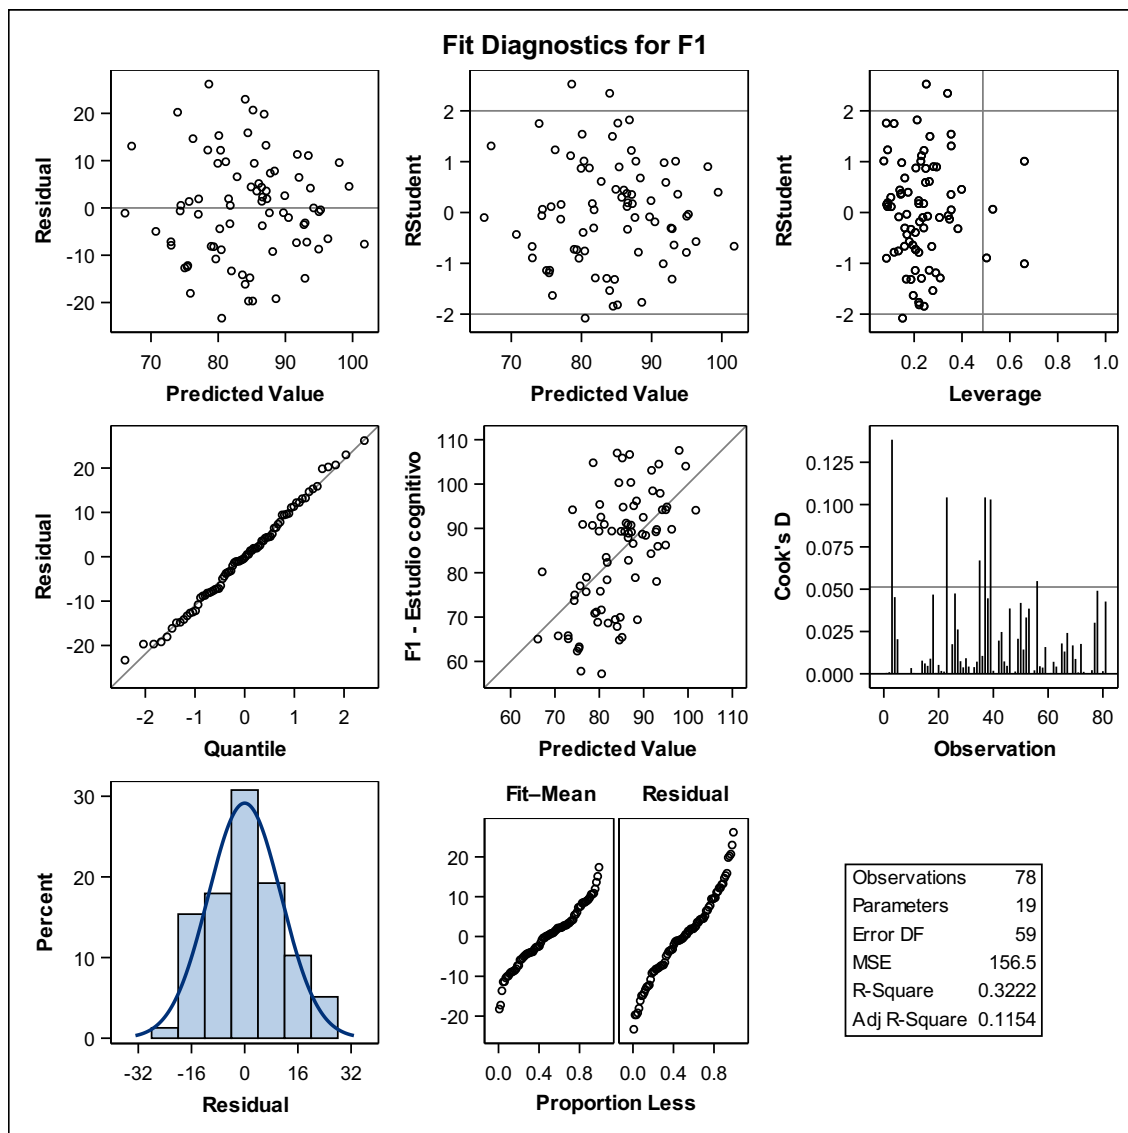 Fit Diagnostics for F1
20
10
0
-10
-20
Residual
70 80 90 100
Predicted Value
2
1
0
-1
-2
RStudent
70 80 90 100
Predicted Value
2
1
0
-1
-2
RStudent
0.2 0.4 0.6 0.8 1.0
Leverage
20
10
0
-10
-20
Residual
-2 -1 0 1 2
Quantile
110
100
90
80
70
60
F1 - Estudio cognitivo
60 70 80 90 100 110
Predicted Value
0.125
0.100
0.075
0.050
0.025
0.000
Cook's D
0 20 40 60 80
Observation
30
20
10
0
Percent
-32 -16 0 16 32
Residual
Fit–Mean Residual
20
10
0
-10
-20
0.0 0.4 0.8 0.0 0.4 0.8
Proportion Less
Observations 78
Parameters 19
Error DF 59
MSE 156.5
R-Square 0.3222
Adj R-Square 0.1154